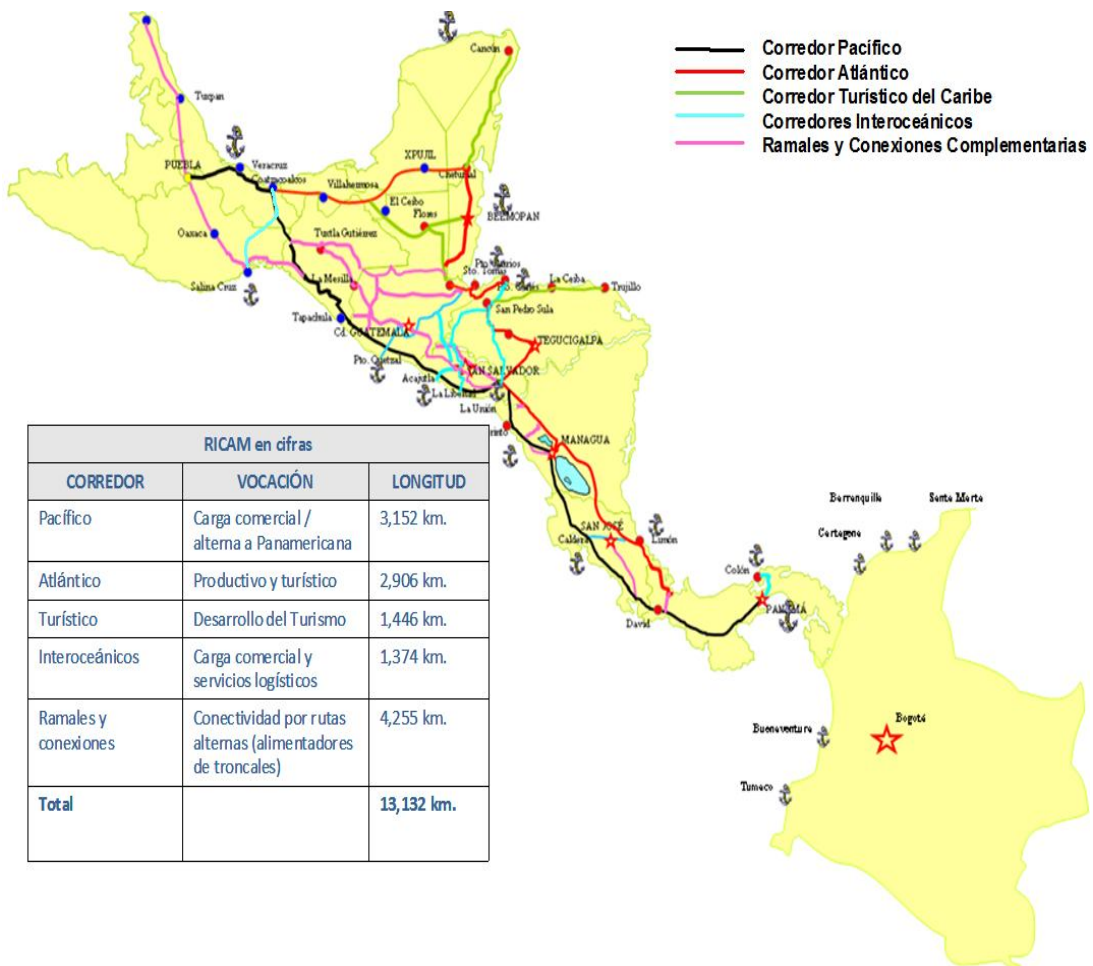 Corredor Pacífico
Corredor Atlántico
Corredor Turístico del Caribe
Corredores Interoceánicos
Ramales y Conexiones Complementarias
Cancún
Tuxpan
PUEBLA
Veracruz
Coatzacoalcos
XPUJIL
Chetumal
Villahermosa
El Ceibo
Flores
BELMOPAN
Oaxaca
Tuxtla Gutiérrez
Salina Cruz
La Mesilla
Sto. Tomás
La Ceiba
Trujillo
San Pedro Sula
Tapachula
Cd. GUATEMALA
TEGUCIGALPA
Pto. Quetzal
Acajutla
SAN SALVADOR
La Unión
MANAGUA
SAN JOSÉ
Caldera
Limón
Colón
PANAMÁ
David
Barranquilla
Santa Marta
Cartagena
Buenaventura
Bogotá
Tumaco
RICAM en cifras
CORREDOR VOCACIÓN LONGITUD
Pacífico Carga comercial / 3,152 km.
alterna a Panamericana
Atlántico Productivo y turístico 2,906 km.
Turístico Desarrollo del Turismo 1,446 km.
Interoceánicos Carga comercial y 1,374 km.
servicios logísticos
Ramales y Conectividad por rutas 4,255 km.
conexiones alternas (alimentadores
de troncales)
Total 13,132 km.